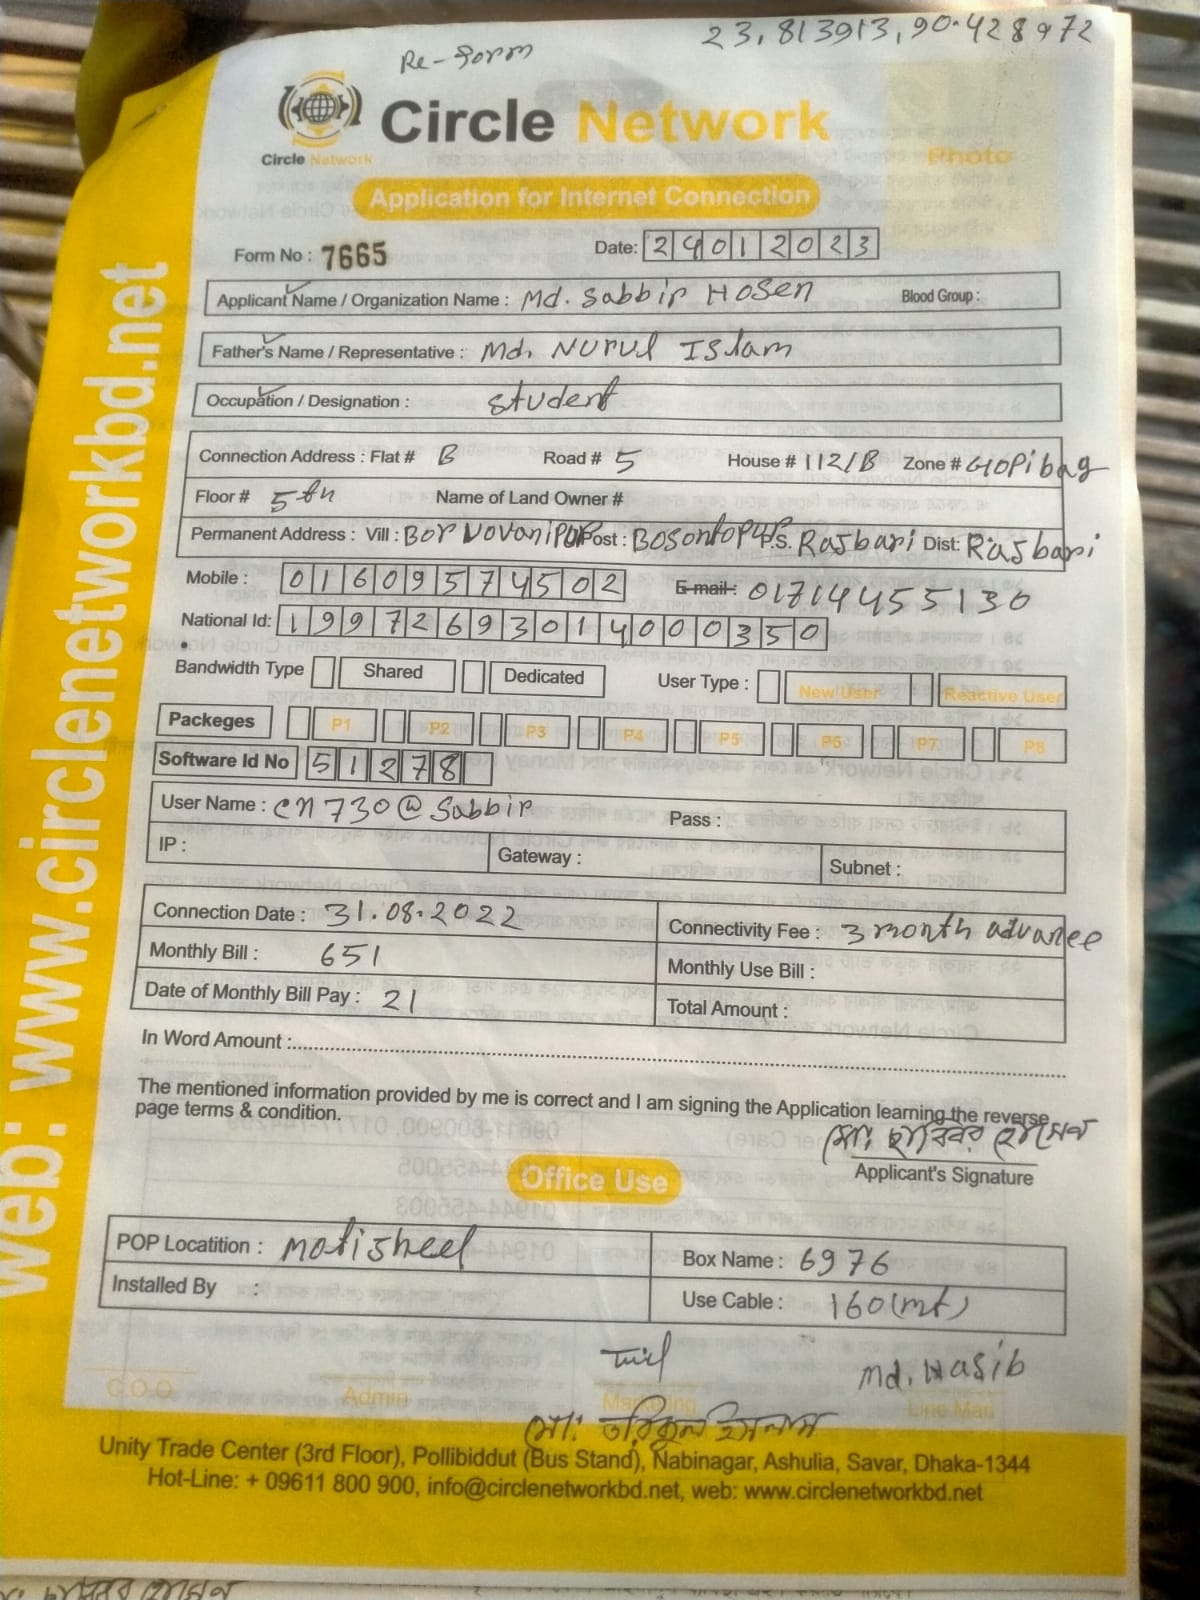 23.813913, 90.428972
Re-form
Circle Network
Circle Network
Photo
Application for Internet Connection
Form No : 7665
Date: 24012023
Applicant Name / Organization Name : Md. Sabbir Hosen Blood Group :
Father's Name / Representative : Md. Nurul Islam
Occupation / Designation : Student
Connection Address : Flat # B Road # 5 House # 112/B Zone # Gopibag
Floor # 5th Name of Land Owner #
Permanent Address : Vill : Bor Novanipur Post : Bosontopur P.S. Rajbari Dist: Rajbari
Mobile : 01609574502 E-mail : 01714455130
National Id: 19972693014000350
Bandwidth Type Shared Dedicated User Type : New User Reactive User
Packeges P1 P2 P3 P4 P5 P6 P7 P8
Software Id No 51278
User Name : cn730@Sabbir Pass :
IP : Gateway : Subnet :
Connection Date : 31.08.2022 Connectivity Fee : 3 month advance
Monthly Bill : 651 Monthly Use Bill :
Date of Monthly Bill Pay : 21 Total Amount :
In Word Amount :
The mentioned information provided by me is correct and I am signing the Application learning the reverse
page terms & condition.
মো: ছাব্বির হোসেন
Applicant's Signature
Office Use
POP Locatition : Motijheel Box Name : 6976
Installed By : Use Cable : 160(mt)
Md. Hasib
C.O.O Admin Marketing Line Man
মো: তরিকুল ইসলাম
Unity Trade Center (3rd Floor), Pollibiddut (Bus Stand), Nabinagar, Ashulia, Savar, Dhaka-1344
Hot-Line: + 09611 800 900, info@circlenetworkbd.net, web: www.circlenetworkbd.net
web: www.circlenetworkbd.net